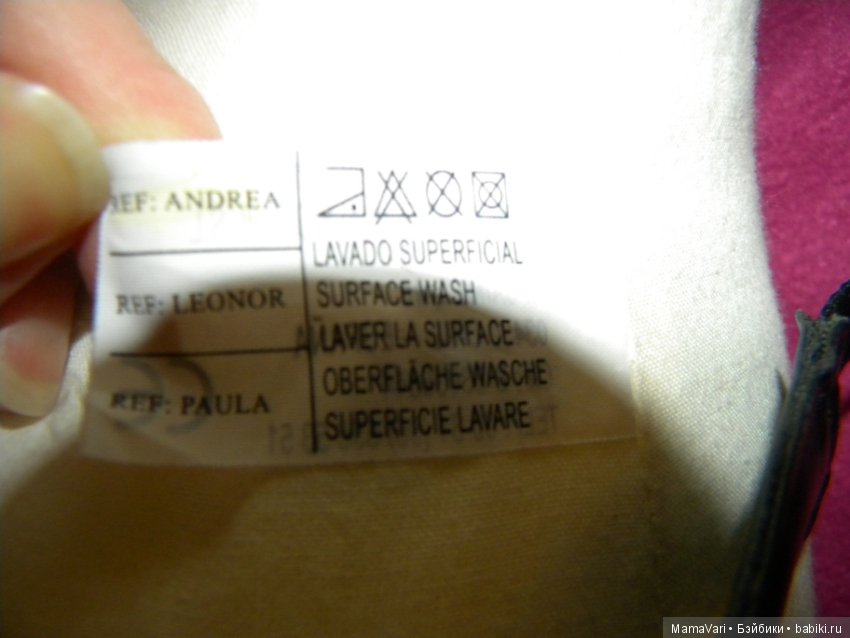 REF: ANDREA
REF: LEONOR
REF: PAULA
LAVADO SUPERFICIAL
SURFACE WASH
LAVER LA SURFACE
OBERFLÄCHE WASCHE
SUPERFICIE LAVARE
MamaVari • Бэйбики • babiki.ru